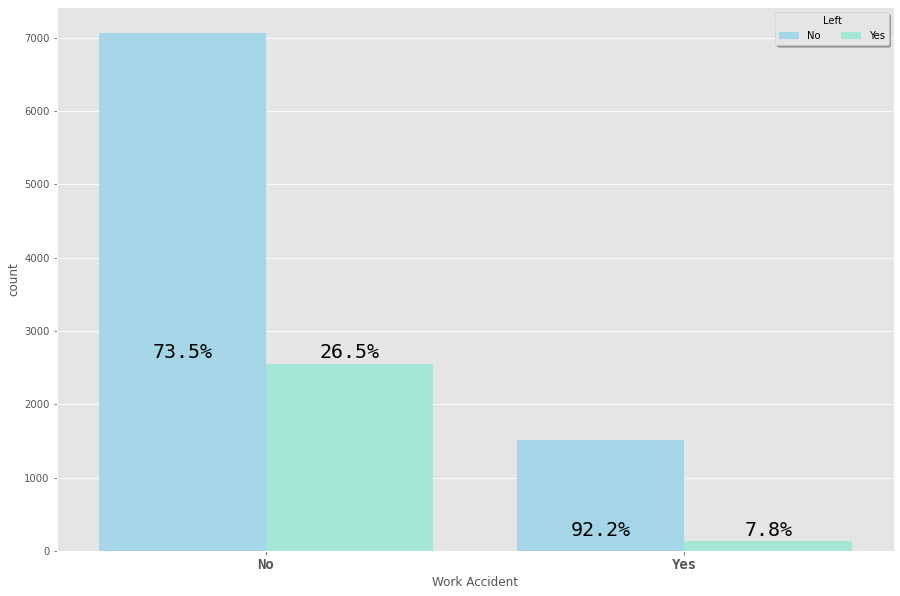 Left
No Yes
7000
6000
5000
4000
3000
2000
1000
0
count
73.5% 26.5%
92.2% 7.8%
No Yes
Work Accident